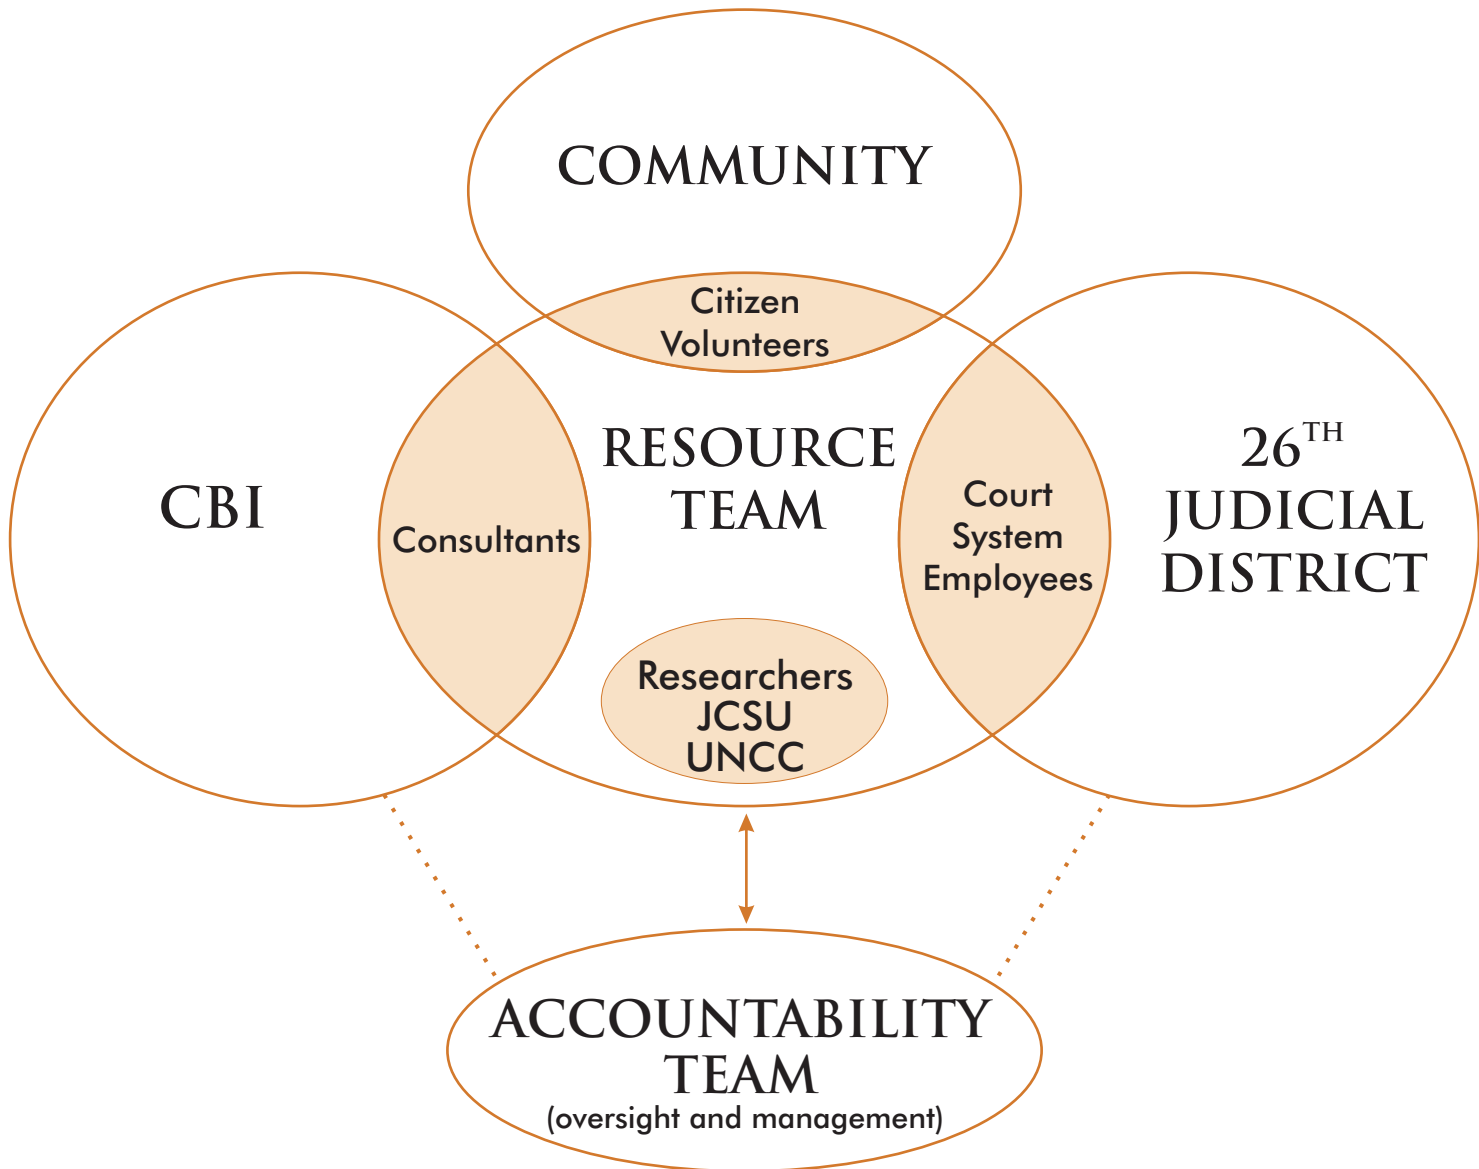 COMMUNITY
Citizen
Volunteers
CBI
Consultants
RESOURCE
TEAM
Court
System
Employees
26TH
JUDICIAL
DISTRICT
Researchers
JCSU
UNCC
ACCOUNTABILITY
TEAM
(oversight and management)